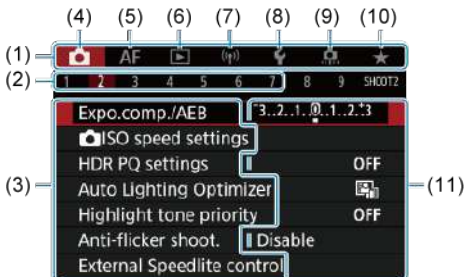 (4) (5) (6) (7) (8) (9) (10)
(1) AF
(2) 1 2 3 4 5 6 7 8 9 SHOOT2
Expo.comp./AEB -3..2..1..0..1..2.+3
ISO speed settings
HDR PQ settings OFF
(3) Auto Lighting Optimizer (11)
Highlight tone priority OFF
Anti-flicker shoot. Disable
External Speedlite control